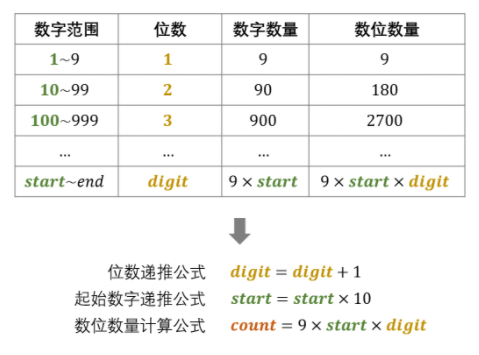 数字范围 位数 数字数量 数位数量
1~9 1 9 9
10~99 2 90 180
100~999 3 900 2700
... ... ... ...
start~end digit 9 × start 9 × start × digit
位数递推公式 digit = digit + 1
起始数字递推公式 start = start × 10
数位数量计算公式 count = 9 × start × digit